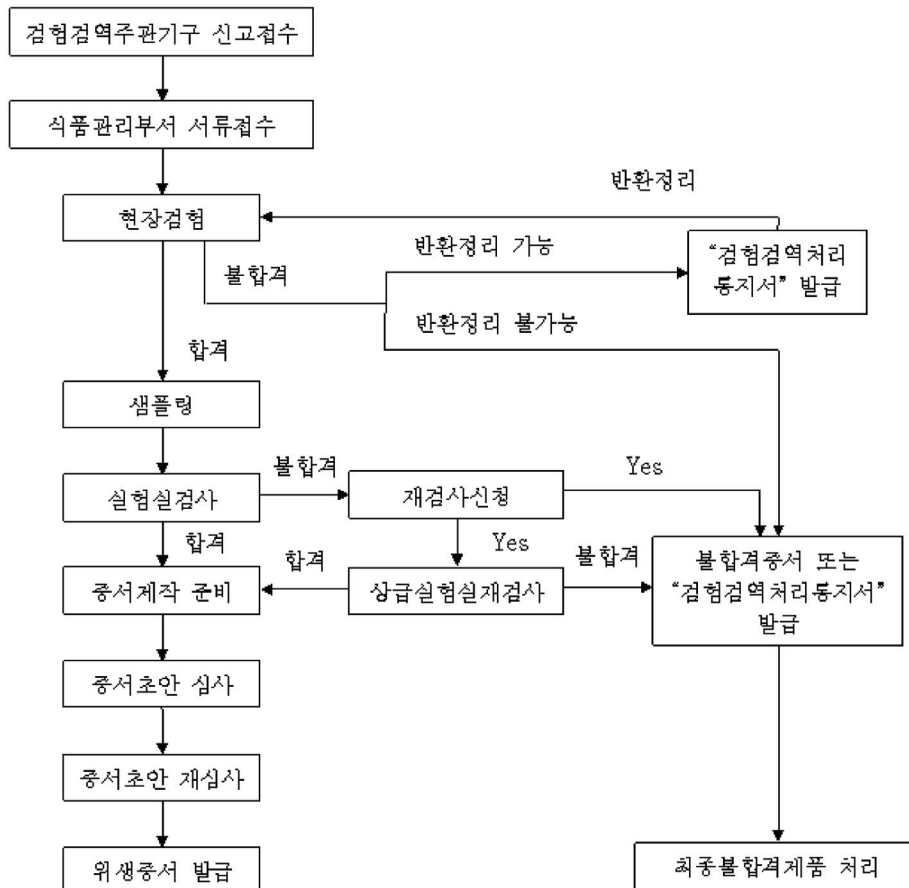 검험검역주관기구 신고접수
식품관리부서 서류접수
반환정리
현장검험
반환정리 가능
"검험검역처리
통지서" 발급
불합격
반환정리 불가능
합격
샘플링
불합격
Yes
실험실검사
재검사신청
합격
Yes
합격
불합격
불합격증서 또는
"검험검역처리통지서"
발급
증서제작 준비
상급실험실재검사
증서초안 심사
증서초안 재심사
위생증서 발급
최종불합격제품 처리